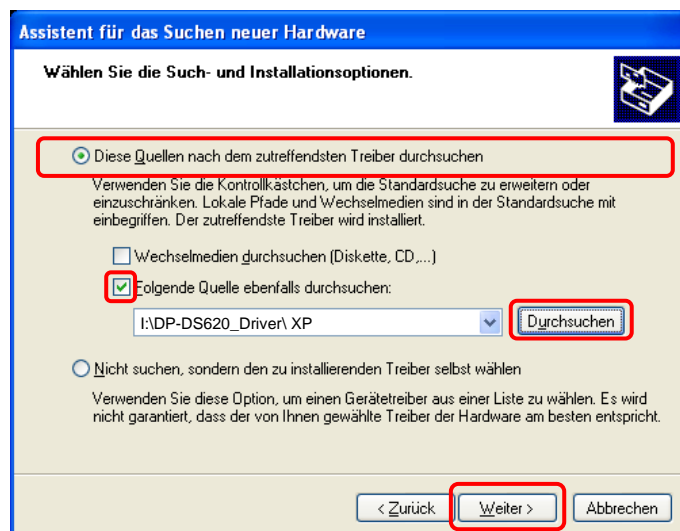 Assistent für das Suchen neuer Hardware
Wählen Sie die Such- und Installationsoptionen.
Diese Quellen nach dem zutreffendsten Treiber durchsuchen
Verwenden Sie die Kontrollkästchen, um die Standardsuche zu erweitern oder
einzuschränken. Lokale Pfade und Wechselmedien sind in der Standardsuche mit
einbegriffen. Der zutreffendste Treiber wird installiert.
Wechselmedien durchsuchen (Diskette, CD,...)
Folgende Quelle ebenfalls durchsuchen:
I:\DP-DS620_Driver\ XP
Durchsuchen
Nicht suchen, sondern den zu installierenden Treiber selbst wählen
Verwenden Sie diese Option, um einen Gerätetreiber aus einer Liste zu wählen. Es wird
nicht garantiert, dass der von Ihnen gewählte Treiber der Hardware am besten entspricht.
< Zurück
Weiter >
Abbrechen